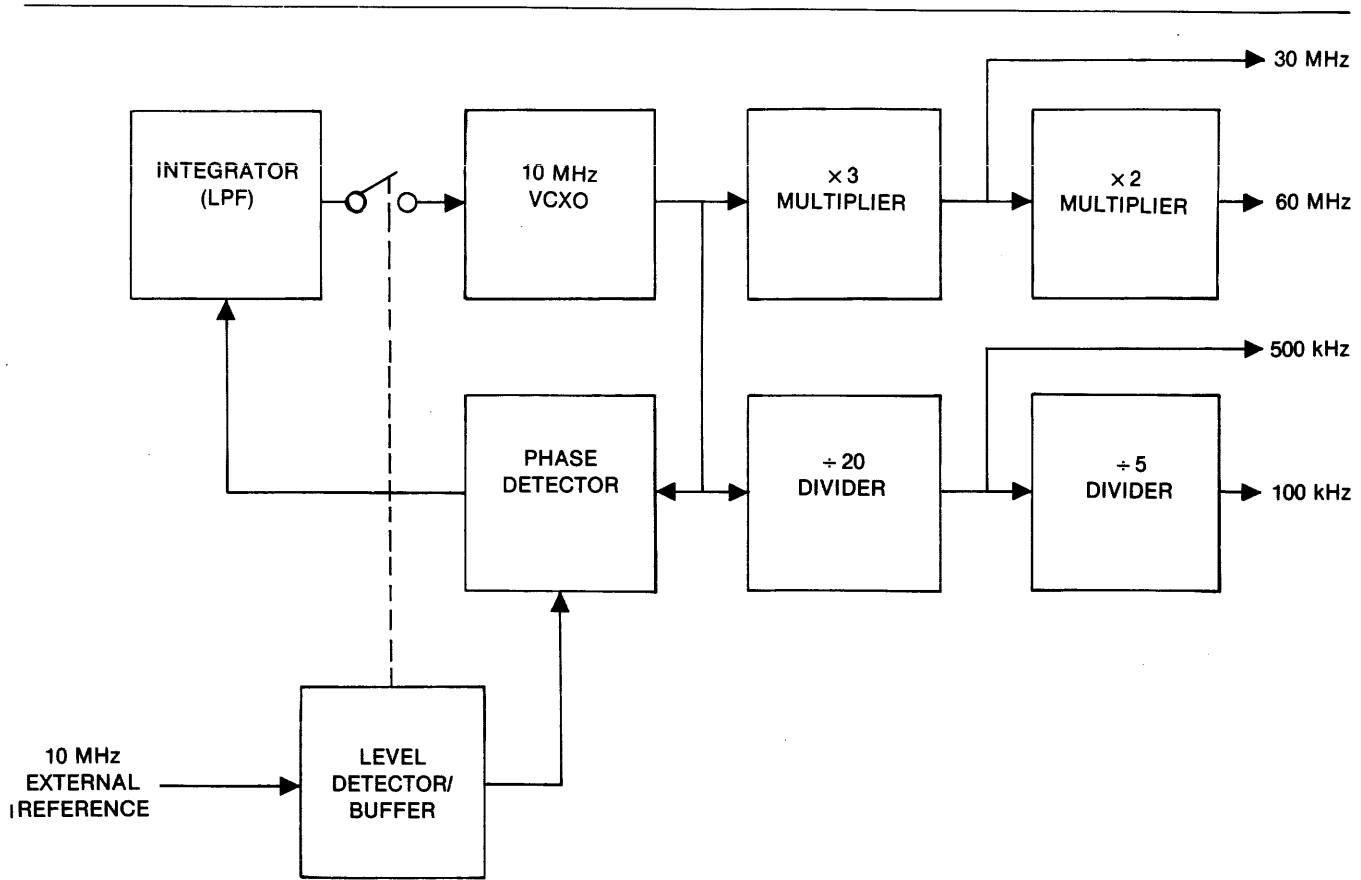 30 MHz
INTEGRATOR
(LPF)
10 MHz
VCXO
×3
MULTIPLIER
×2
MULTIPLIER
60 MHz
500 kHz
PHASE
DETECTOR
÷20
DIVIDER
÷5
DIVIDER
100 kHz
10 MHz
EXTERNAL
REFERENCE
LEVEL
DETECTOR/
BUFFER